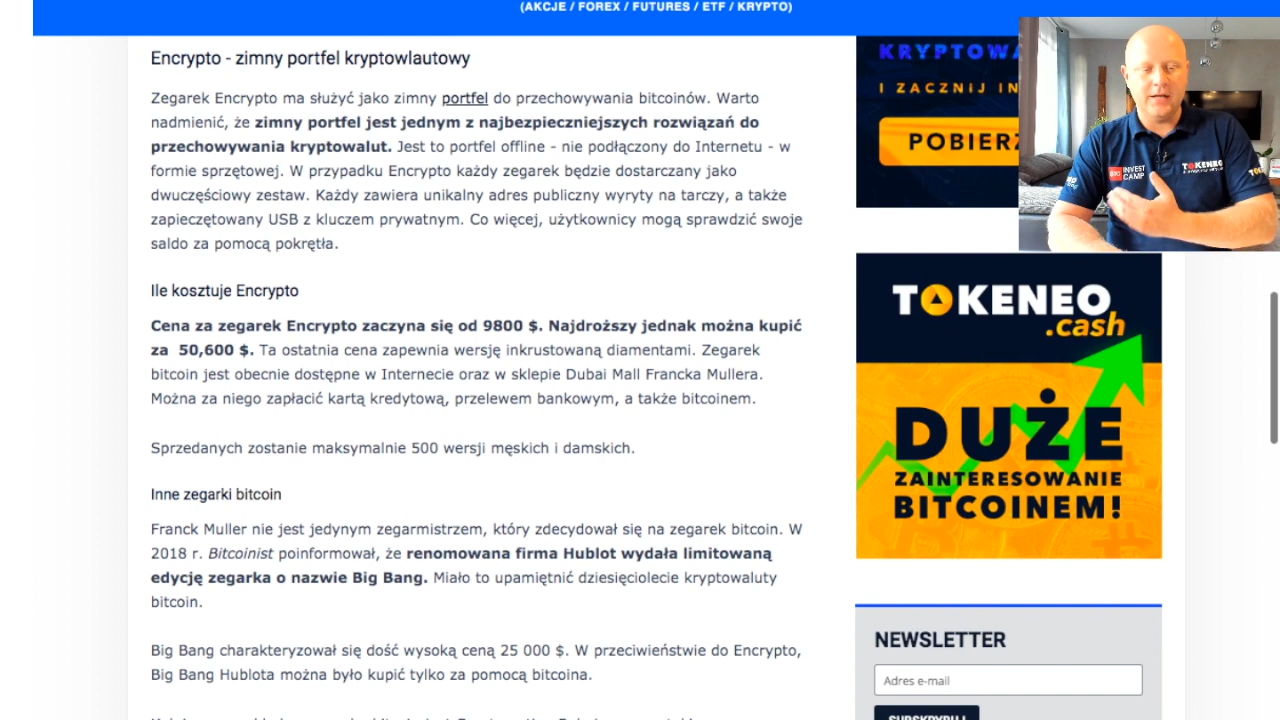 (AKCJE / FOREX / FUTURES / ETF / KRYPTO)
Encrypto - zimny portfel kryptowlautowy
Zegarek Encrypto ma służyć jako zimny portfel do przechowywania bitcoinów. Warto
nadmienić, że zimny portfel jest jednym z najbezpieczniejszych rozwiązań do
przechowywania kryptowalut. Jest to portfel offline - nie podłączony do Internetu - w
formie sprzętowej. W przypadku Encrypto każdy zegarek będzie dostarczany jako
dwuczęściowy zestaw. Każdy zawiera unikalny adres publiczny wyryty na tarczy, a także
zapieczętowany USB z kluczem prywatnym. Co więcej, użytkownicy mogą sprawdzić swoje
saldo za pomocą pokrętła.
Ile kosztuje Encrypto
Cena za zegarek Encrypto zaczyna się od 9800 $. Najdroższy jednak można kupić
za 50,600 $. Ta ostatnia cena zapewnia wersję inkrustowaną diamentami. Zegarek
bitcoin jest obecnie dostępne w Internecie oraz w sklepie Dubai Mall Francka Mullera.
Można za niego zapłacić kartą kredytową, przelewem bankowym, a także bitcoinem.
Sprzedanych zostanie maksymalnie 500 wersji męskich i damskich.
Inne zegarki bitcoin
Franck Muller nie jest jedynym zegarmistrzem, który zdecydował się na zegarek bitcoin. W
2018 r. Bitcoinist poinformował, że renomowana firma Hublot wydała limitowaną
edycję zegarka o nazwie Big Bang. Miało to upamiętnić dziesięciolecie kryptowaluty
bitcoin.
Big Bang charakteryzował się dość wysoką ceną 25 000 $. W przeciwieństwie do Encrypto,
Big Bang Hublota można było kupić tylko za pomocą bitcoina.
KRYPTOWA
I ZACZNIJ IN
POBIERZ
INVEST
CAMP
TOKENEO
TOKENEO
.cash
DUŻE
ZAINTERESOWANIE
BITCOINEM!
NEWSLETTER
Adres e-mail
SUBSKRYBUJ